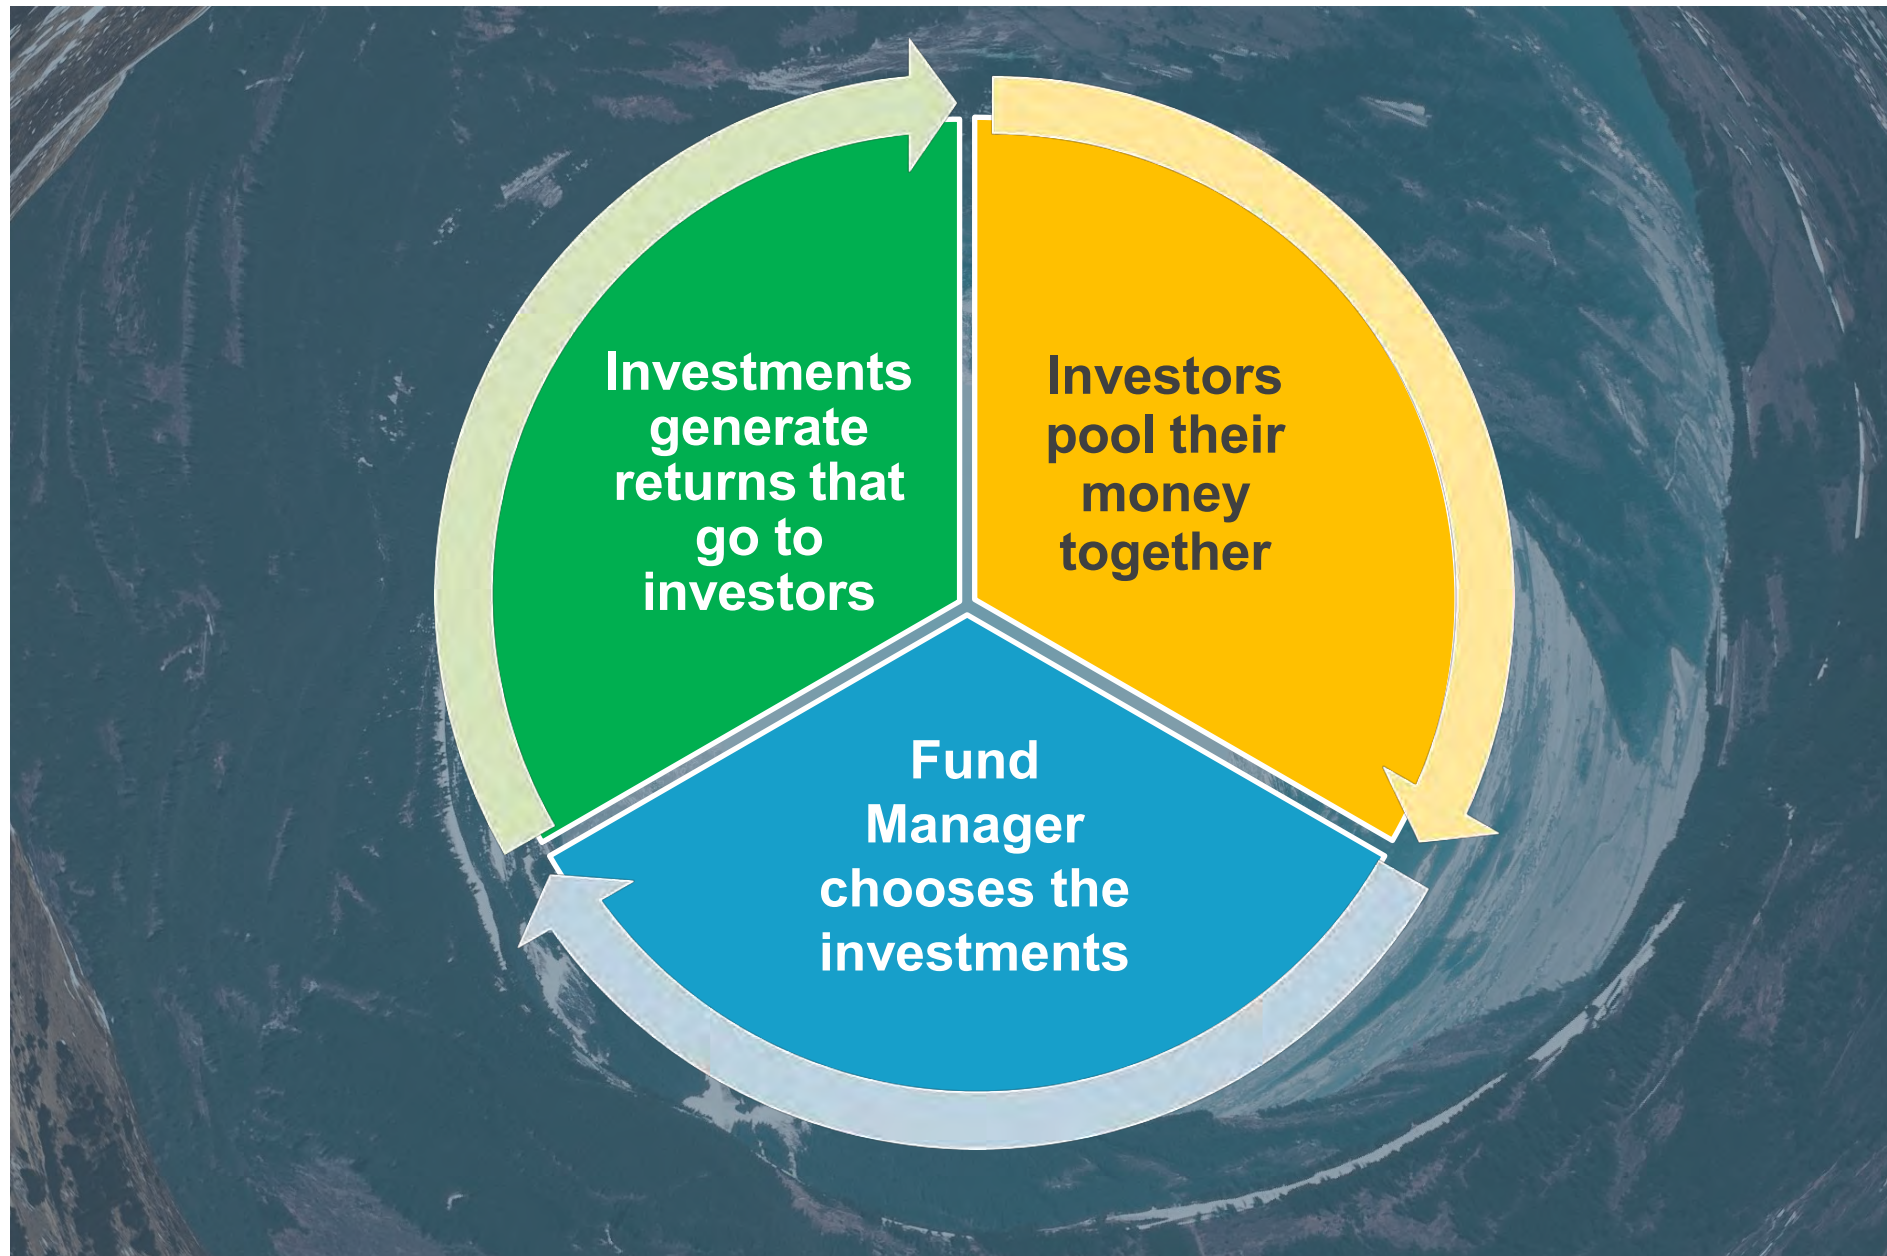 Investments
generate
returns that
go to
investors
Investors
pool their
money
together
Fund
Manager
chooses the
investments